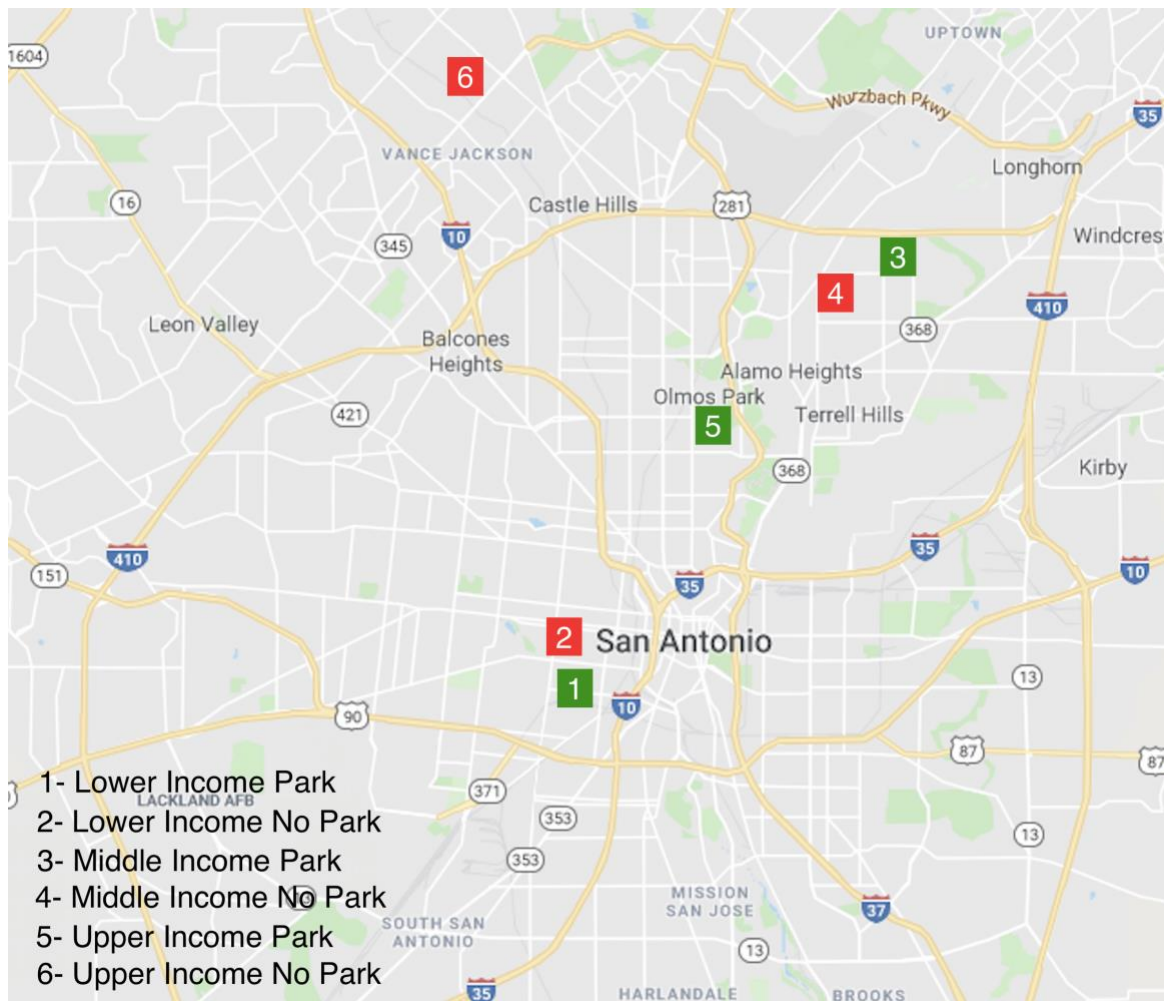 UPTOWN
1604
6
Wurzbach Pkwy
35
VANCE JACKSON
Longhorn
16
Castle Hills
281
10
345
Windcres
3
4
410
Leon Valley
368
Balcones
Heights
Alamo Heights
Olmos Park
421
Terrell Hills
5
368
Kirby
410
35
10
151
35
2
San Antonio
1
13
10
90
87
87
1- Lower Income Park
371
LACKLAND AFB
2- Lower Income No Park
353
13
3- Middle Income Park
353
4- Middle Income No Park
MISSION
SAN JOSE
37
SOUTH SAN
ANTONIO
5- Upper Income Park
13
6- Upper Income No Park
35
HARLANDALE
BROOKS